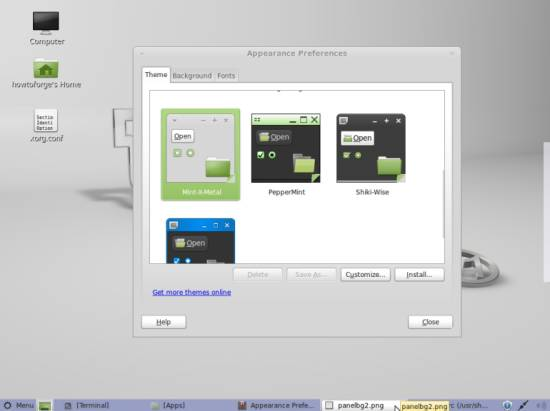 Computer
howtoforge's Home
Sectio
Identi
Option
xorg.conf
Appearance Preferences
Theme
Background
Fonts
Open
Open
Open
Mint-X-Metal
PepperMint
Shiki-Wise
Open
Delete
Save As...
Customize...
Install...
Get more themes online
Help
Close
Menu
[Terminal]
[Apps]
Appearance Prefe...
panelbg2.png
panelbg2.png
rc (/usr/sh...